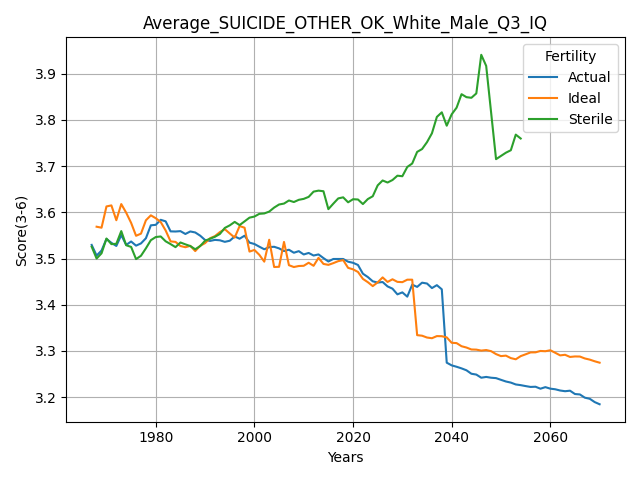 Average_SUICIDE_OTHER_OK_White_Male_Q3_IQ
Score(3-6)
3.9
3.8
3.7
3.6
3.5
3.4
3.3
3.2
Fertility
Actual
Ideal
Sterile
1980
2000
2020
2040
2060
Years